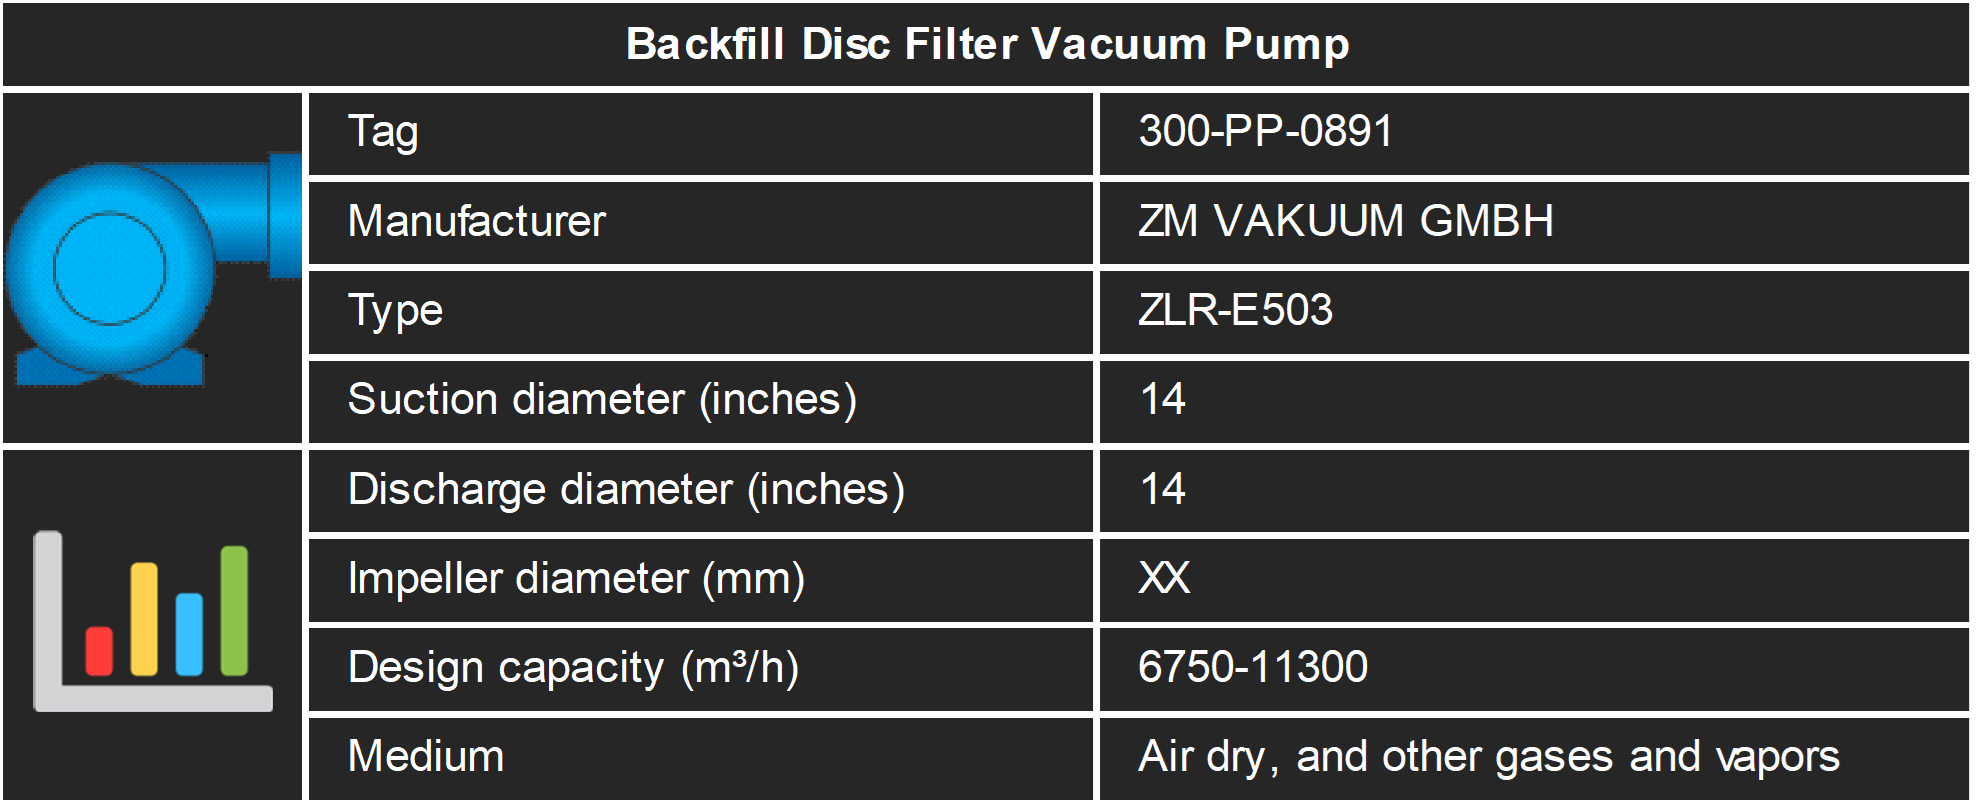 Backfill Disc Filter Vacuum Pump
Tag 300-PP-0891
Manufacturer ZM VAKUUM GMBH
Type ZLR-E503
Suction diameter (inches) 14
Discharge diameter (inches) 14
Impeller diameter (mm) XX
Design capacity (m³/h) 6750-11300
Medium Air dry, and other gases and vapors